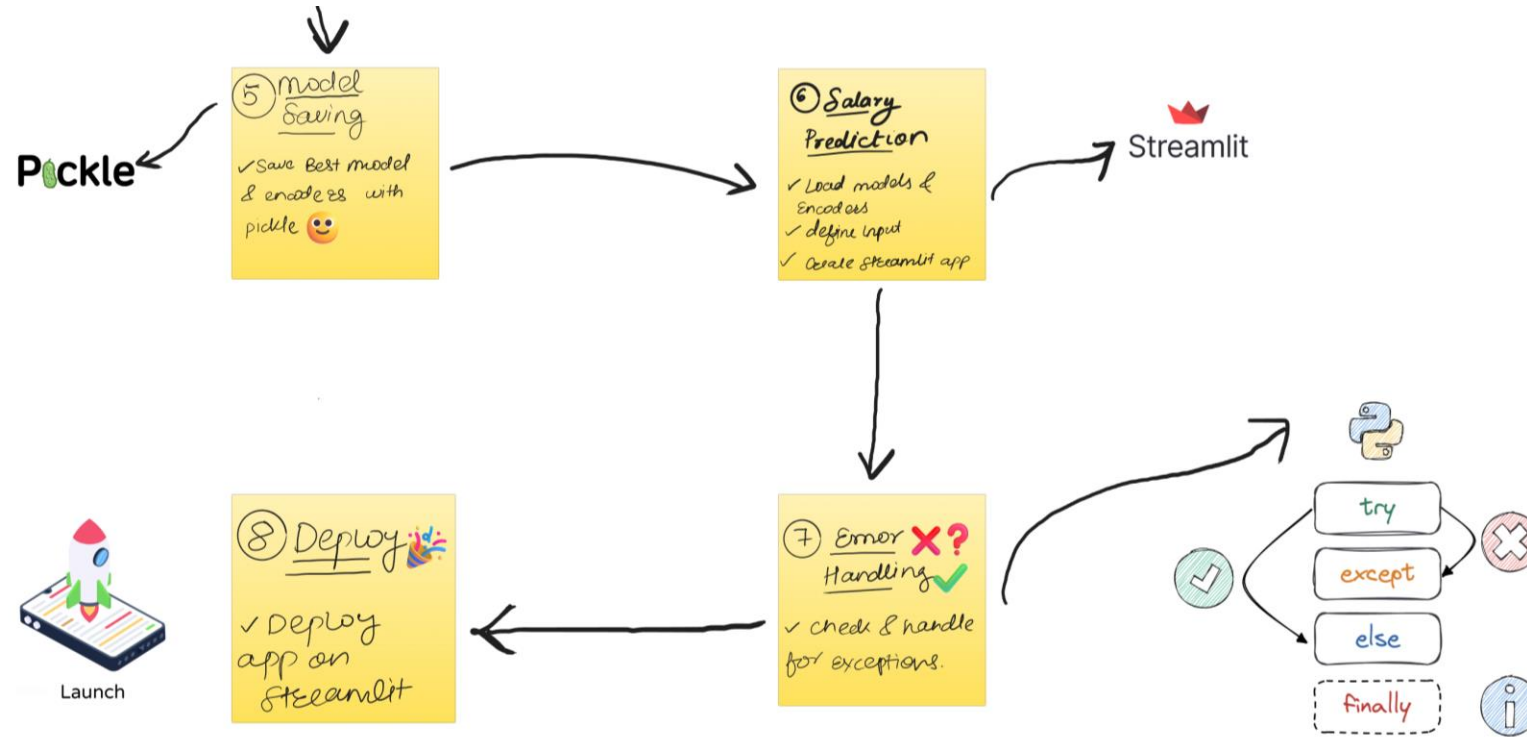 5 Model
Saving
✓ Save Best model
& encoders with
pickle
Pickle
6 Salary
Prediction
✓ Load models &
Encoders
✓ define input
✓ Create streamlit app
Streamlit
7 Error
Handling
✓ check & handle
for exceptions.
try
except
else
finally
8 Deploy
✓ Deploy
app on
streamlit
Launch